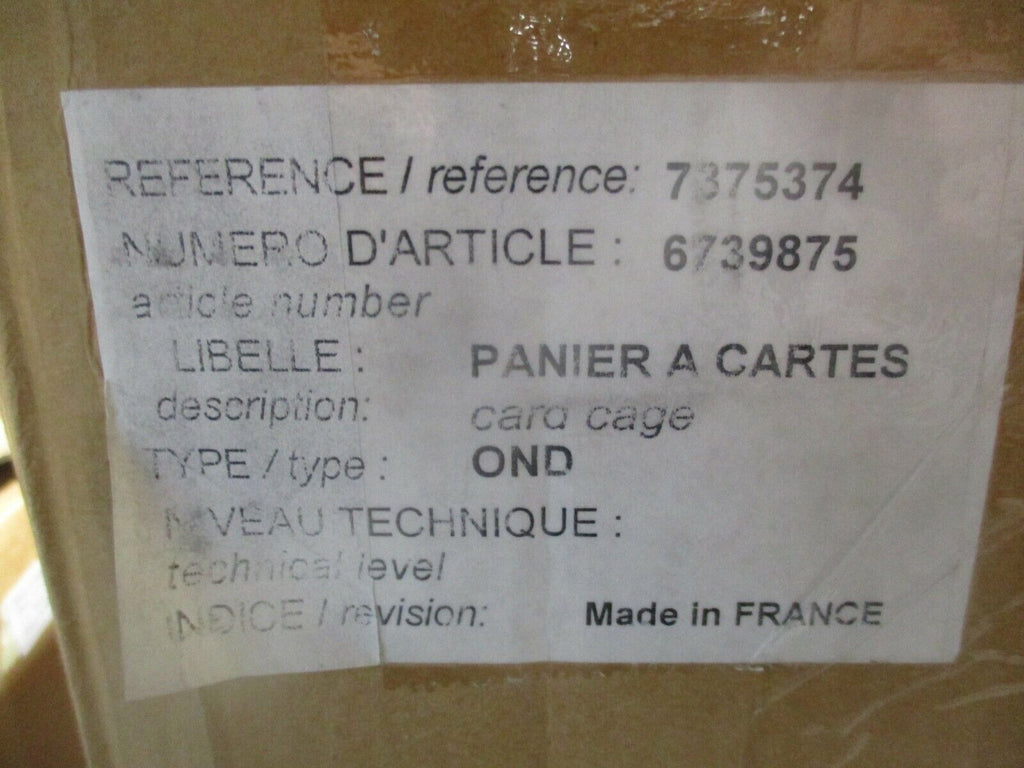 REFERENCE / reference: 7375374
NUMERO D'ARTICLE : 6739875
article number
LIBELLE : PANIER A CARTES
description: card cage
TYPE / type : OND
NIVEAU TECHNIQUE :
technical level
INDICE / revision: Made in FRANCE